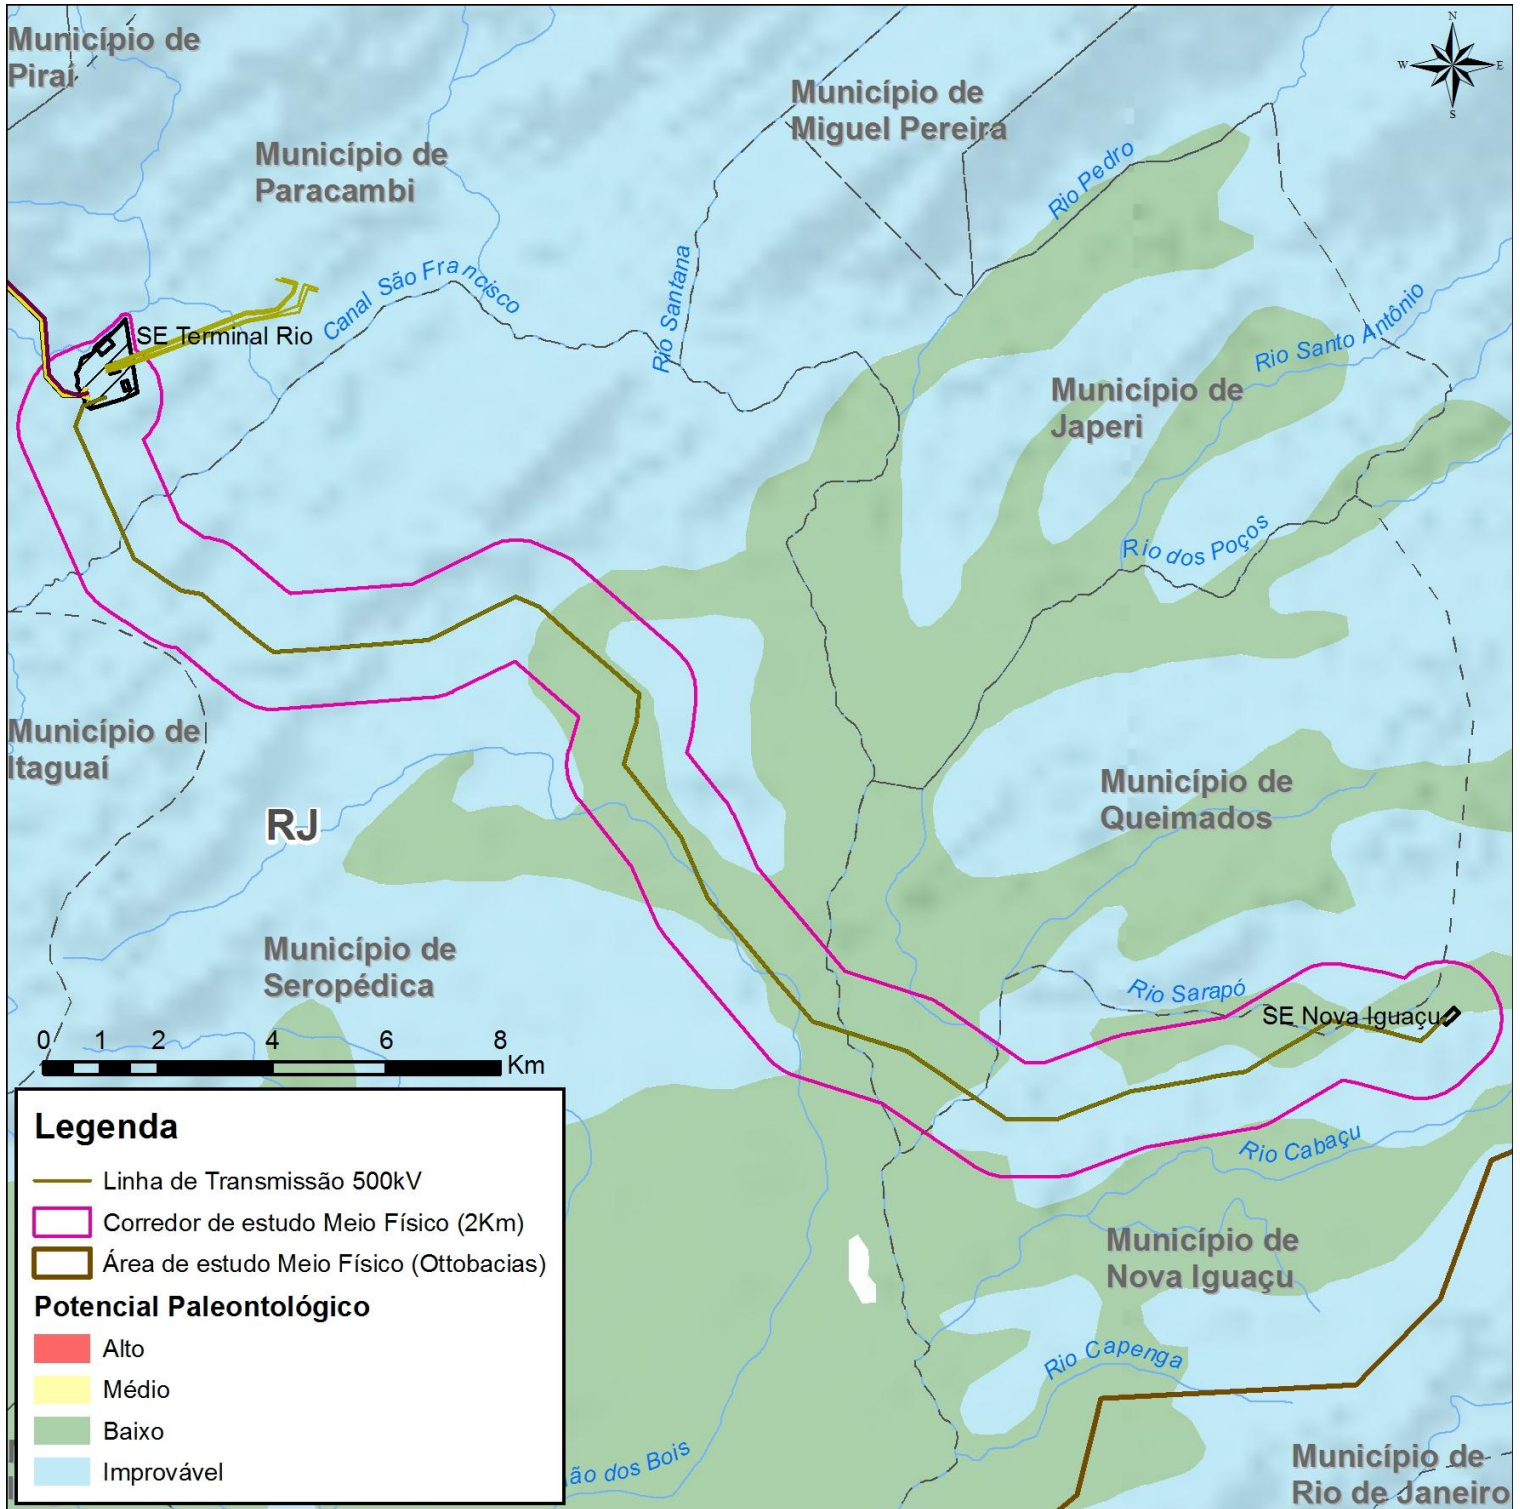 Município de
Piraí
N
W
E
S
Município de
Miguel Pereira
Município de
Paracambi
Rio Pedro
Canal São Francisco
Rio Santana
SE Terminal Rio
Rio Santo Antônio
Município de
Japeri
Rio dos Poços
Município de
Itaguaí
RJ
Município de
Queimados
Município de
Seropédica
Rio Sarapó
SE Nova Iguaçu
0 1 2 4 6 8
Km
Rio Cabaçu
Legenda
Linha de Transmissão 500kV
Corredor de estudo Meio Físico (2Km)
Área de estudo Meio Físico (Ottobacias)
Potencial Paleontológico
Alto
Médio
Baixo
Improvável
Município de
Nova Iguaçu
Rio Capenga
ão dos Bois
Município de
Rio de Janeiro